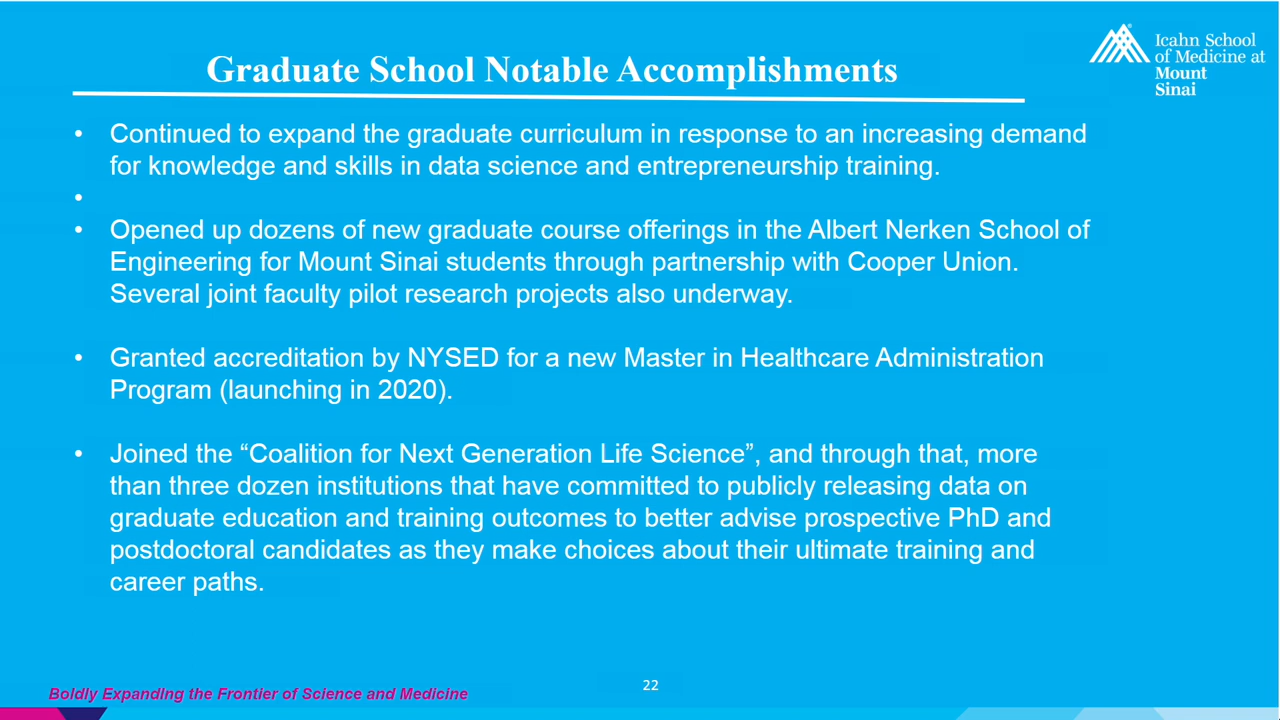 Graduate School Notable Accomplishments
Icahn School
of Medicine at
Mount
Sinai
• Continued to expand the graduate curriculum in response to an increasing demand
for knowledge and skills in data science and entrepreneurship training.
•
• Opened up dozens of new graduate course offerings in the Albert Nerken School of
Engineering for Mount Sinai students through partnership with Cooper Union.
Several joint faculty pilot research projects also underway.
• Granted accreditation by NYSED for a new Master in Healthcare Administration
Program (launching in 2020).
• Joined the “Coalition for Next Generation Life Science”, and through that, more
than three dozen institutions that have committed to publicly releasing data on
graduate education and training outcomes to better advise prospective PhD and
postdoctoral candidates as they make choices about their ultimate training and
career paths.
Boldly Expanding the Frontier of Science and Medicine
22